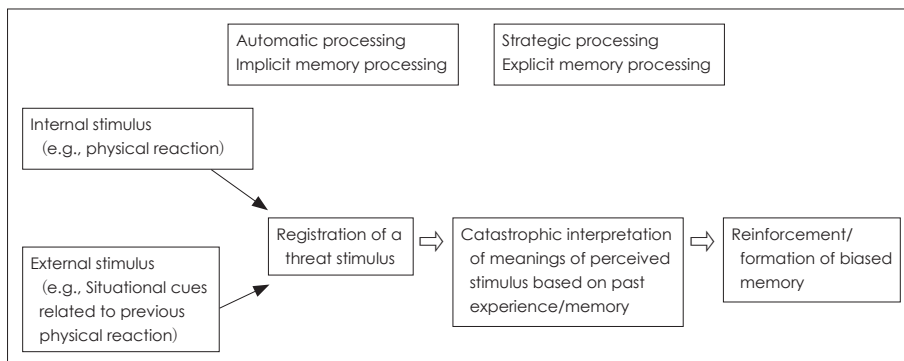 Automatic processing
Implicit memory processing
Strategic processing
Explicit memory processing
Internal stimulus
(e.g., physical reaction)
External stimulus
(e.g., Situational cues
related to previous
physical reaction)
Registration of a
threat stimulus
Catastrophic interpretation
of meanings of perceived
stimulus based on past
experience/memory
Reinforcement/
formation of biased
memory